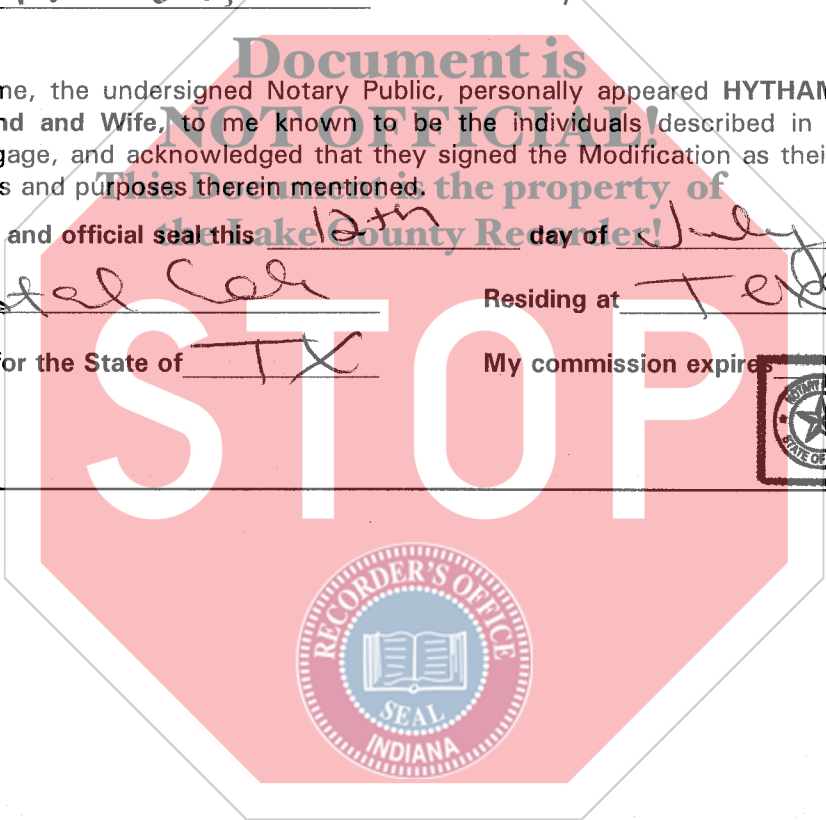 Document is
me, the undersigned Notary Public, personally appeared HYTHAM
NOT OFFICIAL!
nd and Wife, to me known to be the individuals described in
gage, and acknowledged that they signed the Modification as thei
s and purposes therein mentioned.
This Document is the property of
the Lake County Recorder!
and official seal this 12th day of July
Residing at
for the State of TX My commission expires
STOP
NOTARY
STATE OF
RECORDER'S OFFICE
SEAL
INDIANA